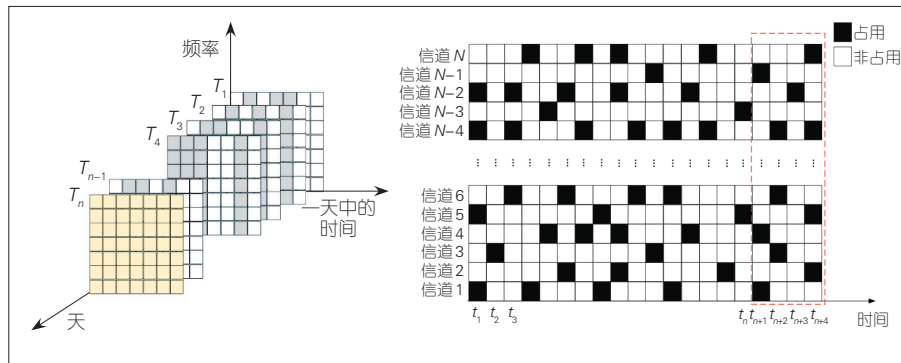 频率
T1
T2
T3
T4
Tn−1
Tn
一天中的
时间
天
占用
非占用
信道 N
信道 N−1
信道 N−2
信道 N−3
信道 N−4
信道 6
信道 5
信道 4
信道 3
信道 2
信道 1
t1 t2 t3 tn tn+1 tn+2 tn+3 tn+4
时间